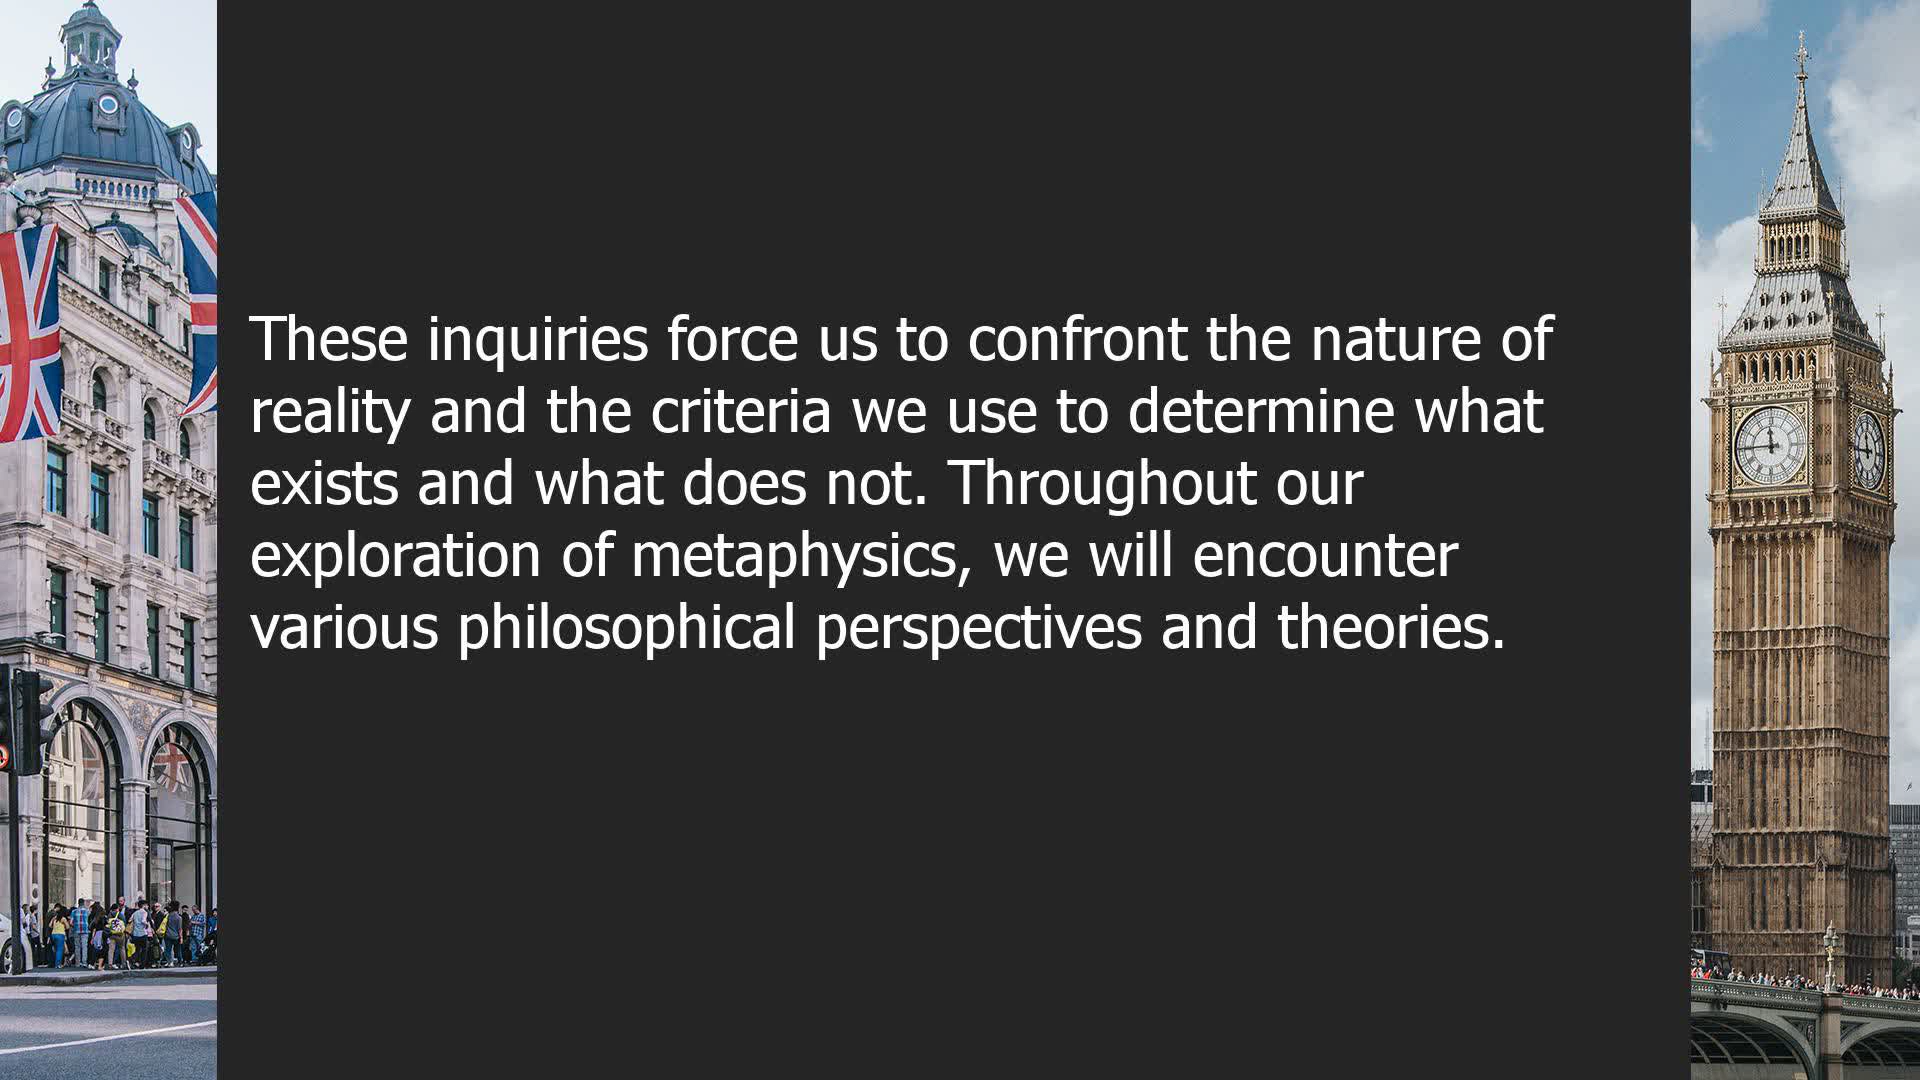 These inquiries force us to confront the nature of
reality and the criteria we use to determine what
exists and what does not. Throughout our
exploration of metaphysics, we will encounter
various philosophical perspectives and theories.